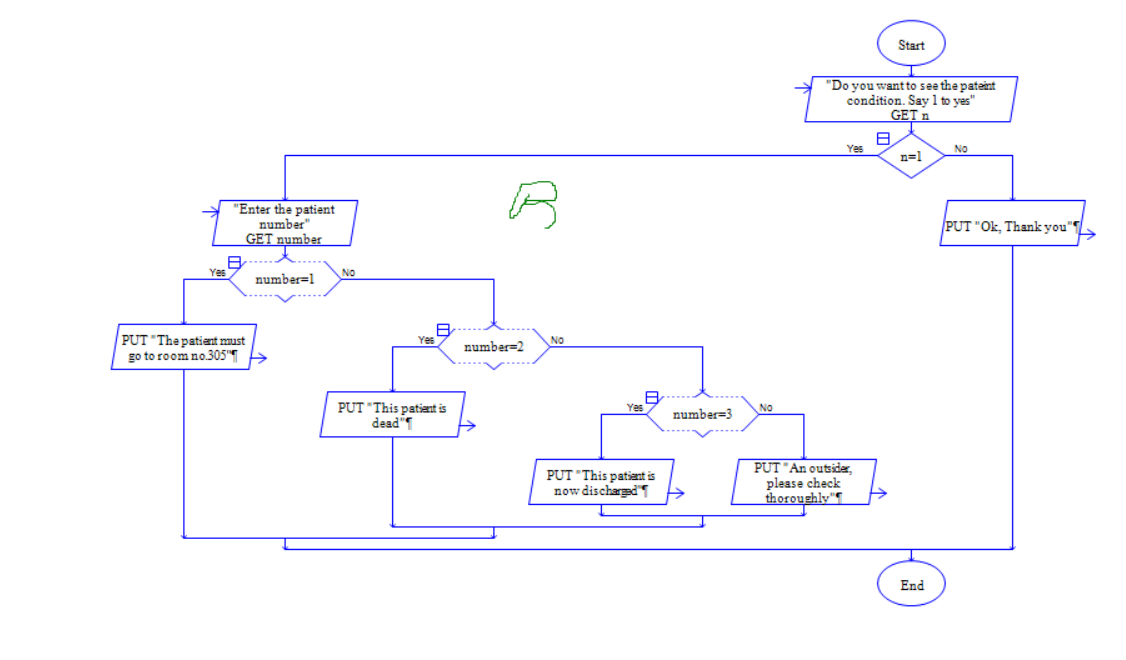 Start
"Do you want to see the pateint
condition. Say 1 to yes"
GET n
Yes
n=1
No
"Enter the patient
number"
GET number
PUT "Ok, Thank you"¶
Yes
number=1
No
PUT "The patient must
go to room no.305"¶
Yes
number=2
No
PUT "This patient is
dead"¶
Yes
number=3
No
PUT "This patient is
now discharged"¶
PUT "An outsider,
please check
thoroughly"¶
End